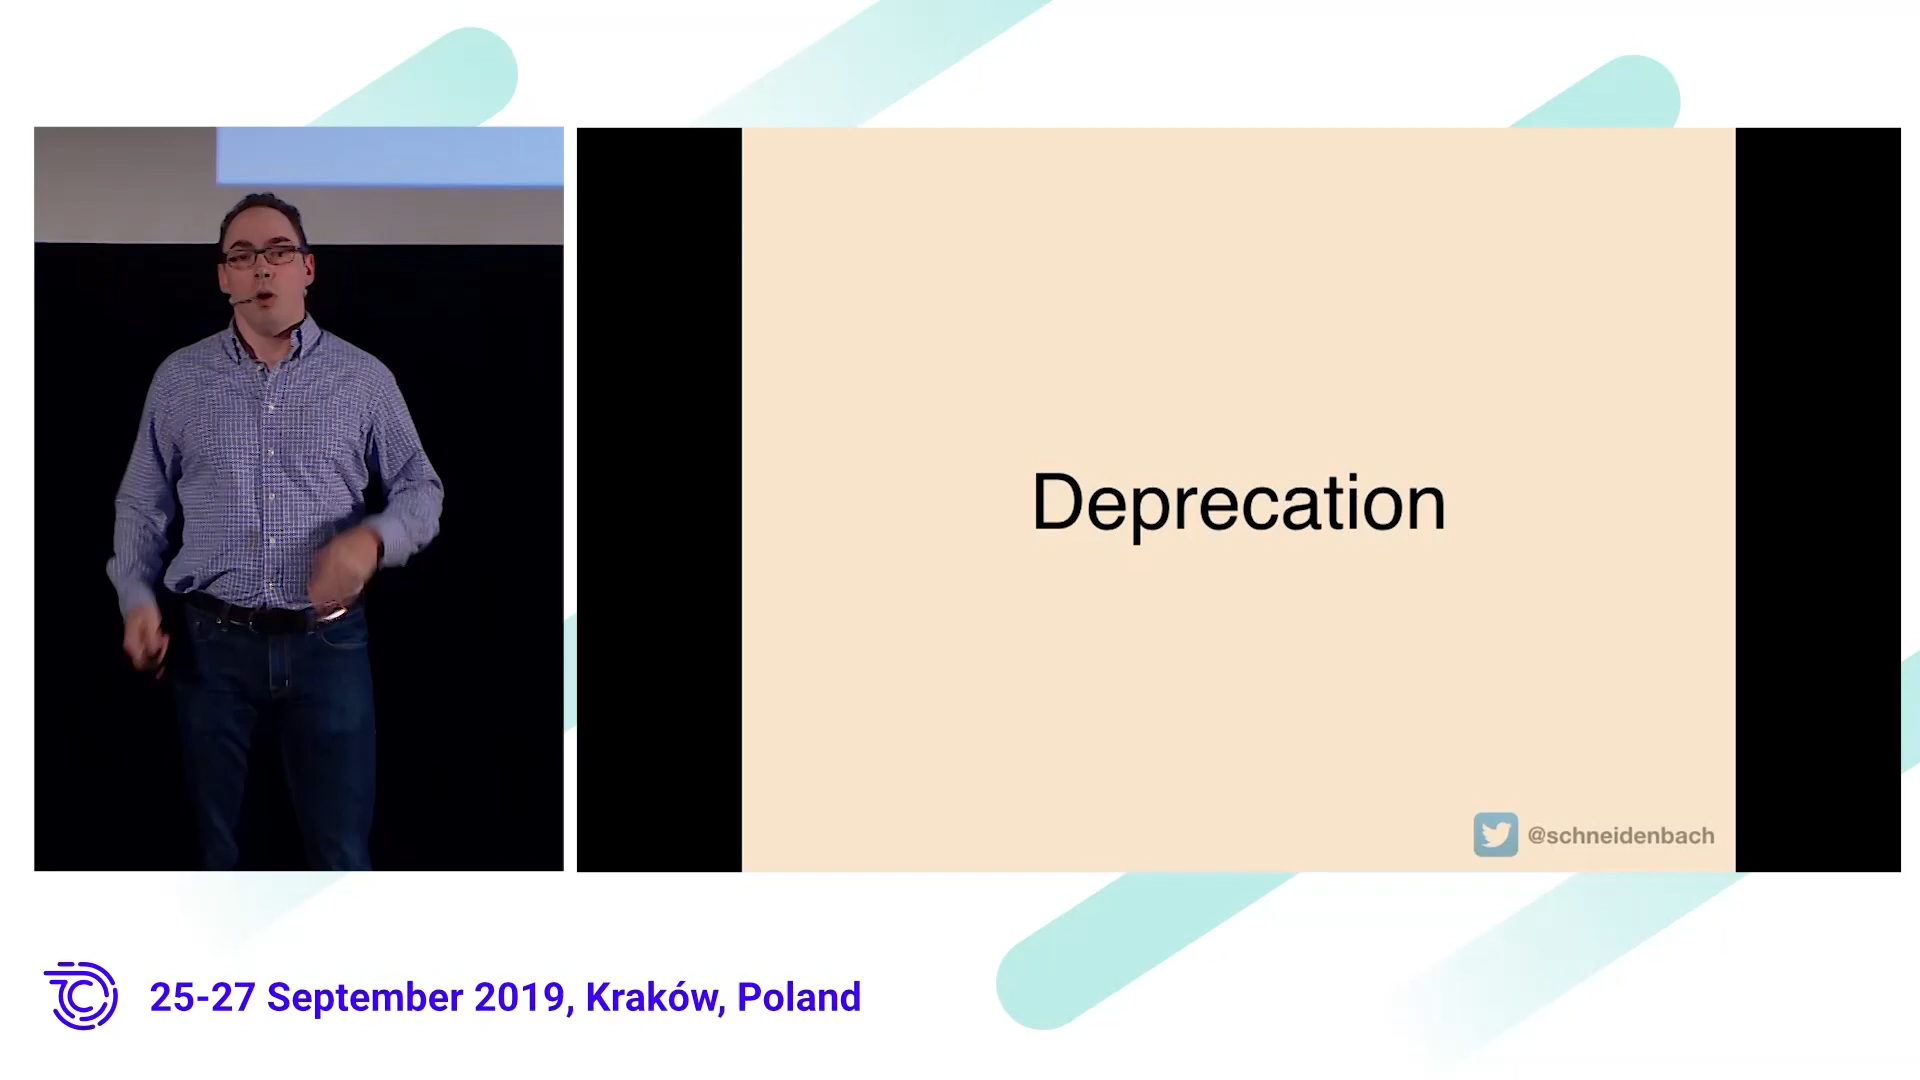 Deprecation
@schneidenbach
25-27 September 2019, Kraków, Poland